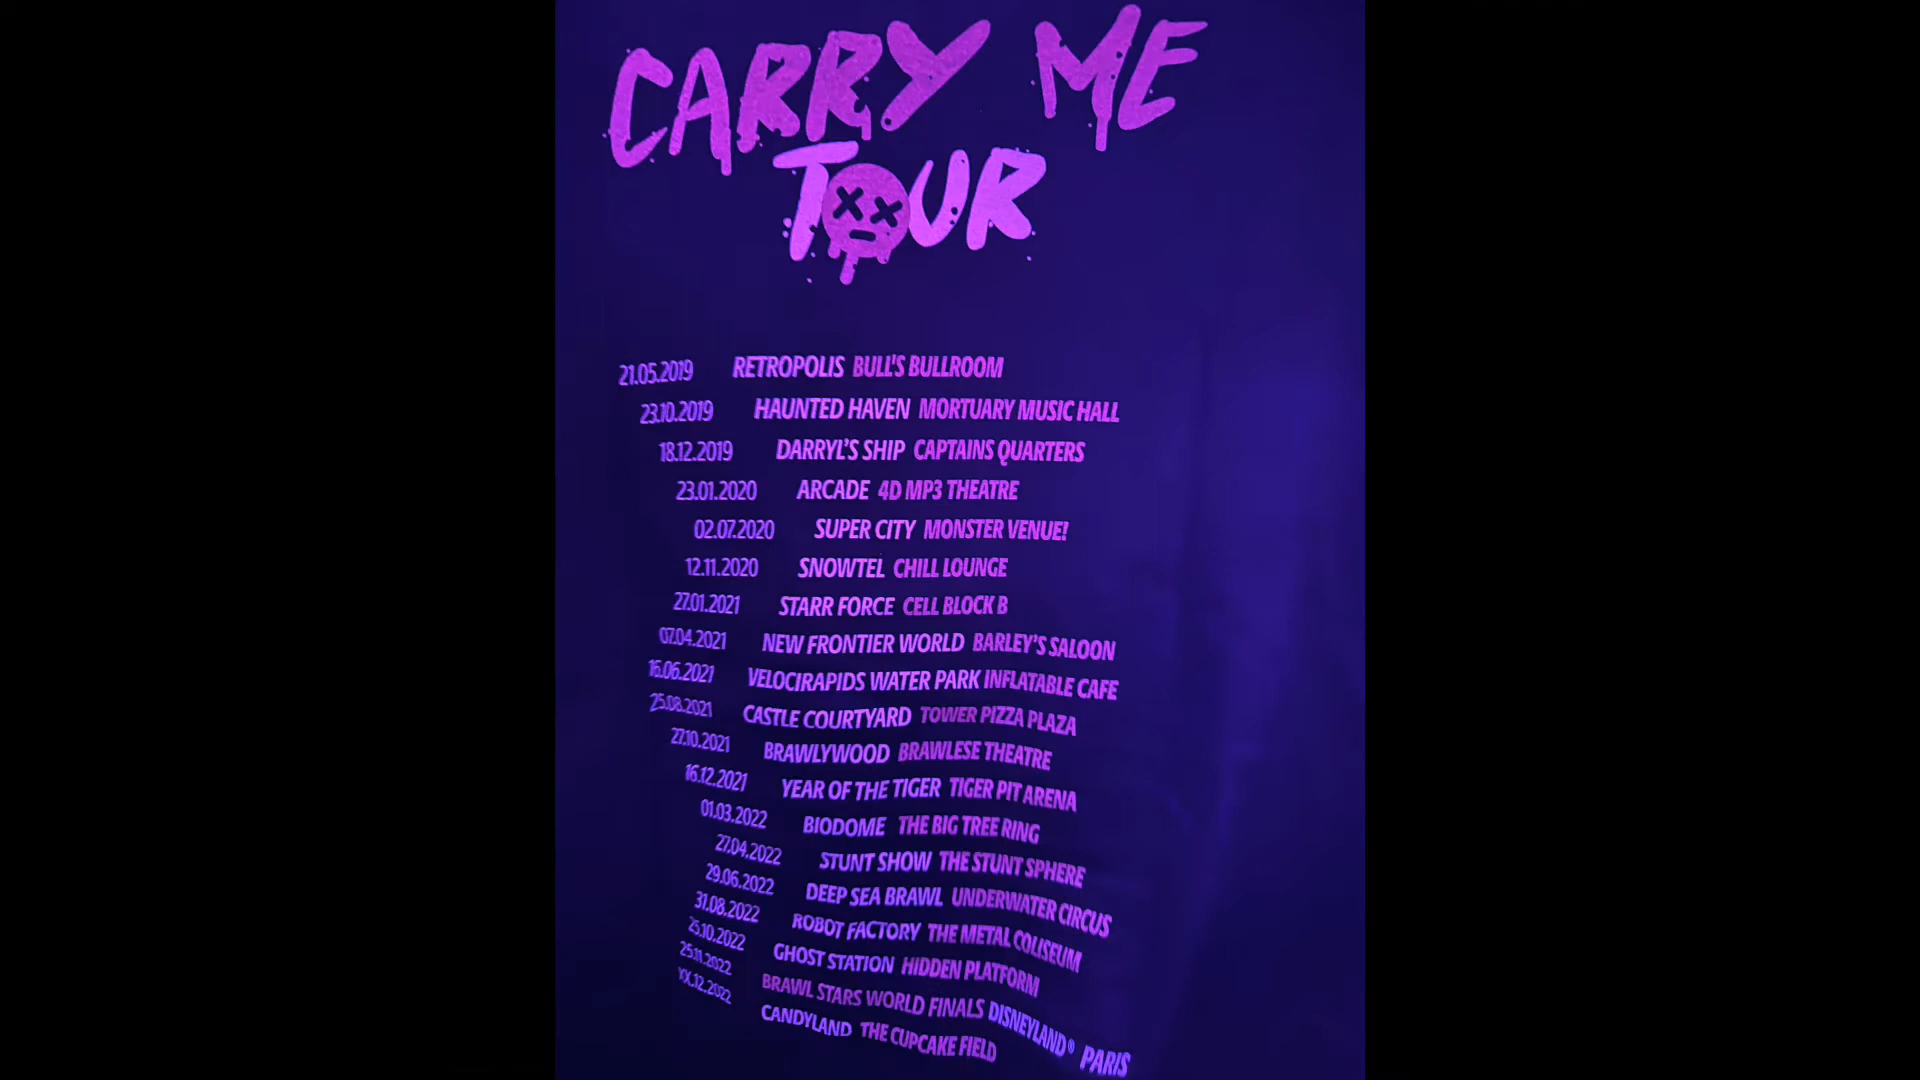 CARRY ME
TOUR
21.05.2019 RETROPOLIS BULL'S BULLROOM
23.10.2019 HAUNTED HAVEN MORTUARY MUSIC HALL
18.12.2019 DARRYL'S SHIP CAPTAINS QUARTERS
23.01.2020 ARCADE 4D MP3 THEATRE
02.07.2020 SUPER CITY MONSTER VENUE!
12.11.2020 SNOWTEL CHILL LOUNGE
27.01.2021 STARR FORCE CELL BLOCK B
07.04.2021 NEW FRONTIER WORLD BARLEY'S SALOON
16.06.2021 VELOCIRAPIDS WATER PARK INFLATABLE CAFE
25.08.2021 CASTLE COURTYARD TOWER PIZZA PLAZA
27.10.2021 BRAWLYWOOD BRAWLESE THEATRE
16.12.2021 YEAR OF THE TIGER TIGER PIT ARENA
01.03.2022 BIODOME THE BIG TREE RING
27.04.2022 STUNT SHOW THE STUNT SPHERE
29.06.2022 DEEP SEA BRAWL UNDERWATER CIRCUS
31.08.2022 ROBOT FACTORY THE METAL COLISEUM
25.10.2022 GHOST STATION HIDDEN PLATFORM
25.11.2022 BRAWL STARS WORLD FINALS DISNEYLAND® PARIS
XX.12.2022 CANDYLAND THE CUPCAKE FIELD